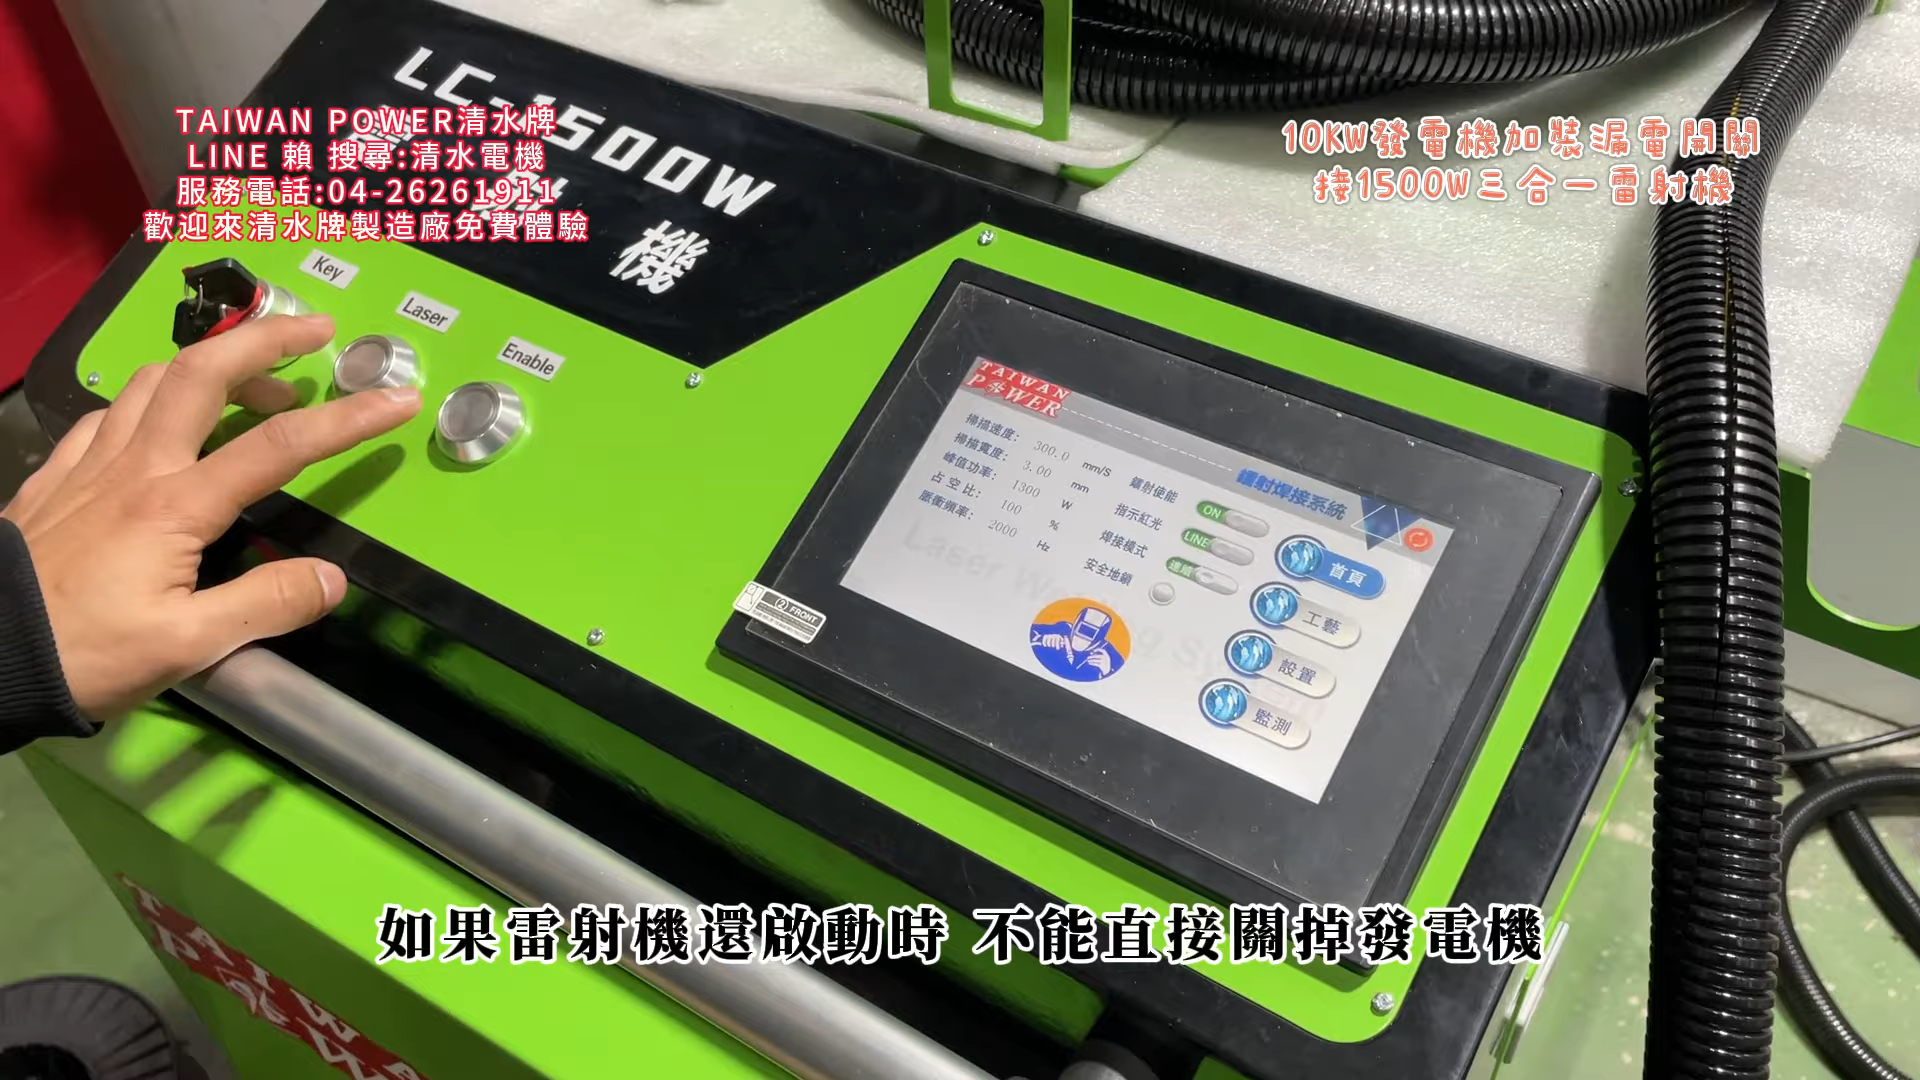 LC-1500W
機
TAIWAN POWER清水牌
LINE 賴 搜尋:清水電機
服務電話:04-26261911
歡迎來清水牌製造廠免費體驗
10KW發電機加裝漏電開關
接1500W三合一雷射機
Key
Laser
Enable
TAIWAN
POWER
鐳射焊接系統
掃描速度: 300.0 mm/S
掃描寬度: 3.00 mm
峰值功率: 1300 W
占空比: 100 %
脈衝頻率: 2000 Hz
鐳射使能 ON
指示紅光 LINE
焊接模式 連續
安全地鎖
首頁
工藝
設置
監測
② FRONT
如果雷射機還啟動時 不能直接關掉發電機
TAIWAN
POWER